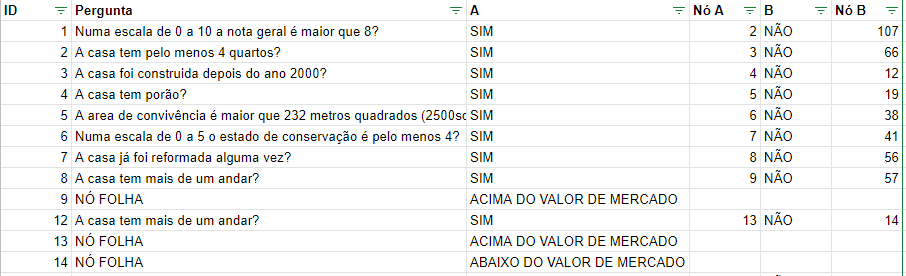 ID Pergunta A Nó A B Nó B
1 Numa escala de 0 a 10 a nota geral é maior que 8? SIM 2 NÃO 107
2 A casa tem pelo menos 4 quartos? SIM 3 NÃO 66
3 A casa foi construida depois do ano 2000? SIM 4 NÃO 12
4 A casa tem porão? SIM 5 NÃO 19
5 A area de convivência é maior que 232 metros quadrados (2500sq SIM 6 NÃO 38
6 Numa escala de 0 a 5 o estado de conservação é pelo menos 4? SIM 7 NÃO 41
7 A casa já foi reformada alguma vez? SIM 8 NÃO 56
8 A casa tem mais de um andar? SIM 9 NÃO 57
9 NÓ FOLHA ACIMA DO VALOR DE MERCADO
12 A casa tem mais de um andar? SIM 13 NÃO 14
13 NÓ FOLHA ACIMA DO VALOR DE MERCADO
14 NÓ FOLHA ABAIXO DO VALOR DE MERCADO